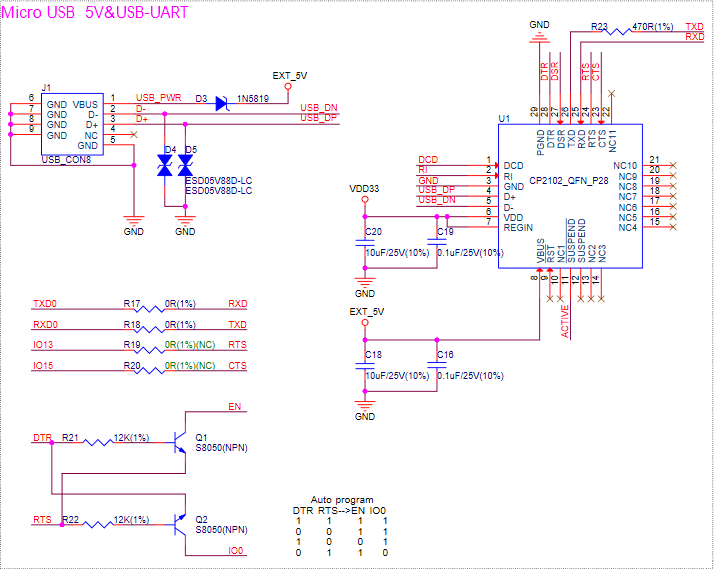 Micro USB 5V&USB-UART
J1
6 GND VBUS 1 USB_PWR D3 1N5819 EXT_5V
7 GND D- 2 D- USB_DN
8 GND D+ 3 D+ USB_DP
9 GND NC 4
GND 5
USB_CON8
D4 D5
ESD05V88D-LC
ESD05V88D-LC
GND
GND
GND
R23 470R(1%) TXD
RXD
DTR
DSR
RTS
CTS
29 28 27 26 25 24 23 22
U1
PGND DTR DSR TXD RXD RTS CTS NC11
CP2102_QFN_P28
DCD 1 DCD
RI 2 RI
GND 3 GND
USB_DP 4 D+
USB_DN 5 D-
6 VDD
7 REGIN
NC10 21
NC9 20
NC8 19
NC7 18
NC6 17
NC5 16
NC4 15
VBUS RST NC1 SUSPEND SUSPEND NC2 NC3
8 9 10 11 12 13 14
ACTIVE
VDD33
C20
10uF/25V(10%)
C19
0.1uF/25V(10%)
GND
EXT_5V
C18
10uF/25V(10%)
C16
0.1uF/25V(10%)
GND
TXD0 R17 0R(1%) RXD
RXD0 R18 0R(1%) TXD
IO13 R19 0R(1%)(NC) RTS
IO15 R20 0R(1%)(NC) CTS
EN
DTR R21 12K(1%) Q1
S8050(NPN)
RTS R22 12K(1%) Q2
S8050(NPN)
IO0
Auto program
DTR RTS-->EN IO0
1 1 1 1
0 0 1 1
1 0 0 1
0 1 1 0